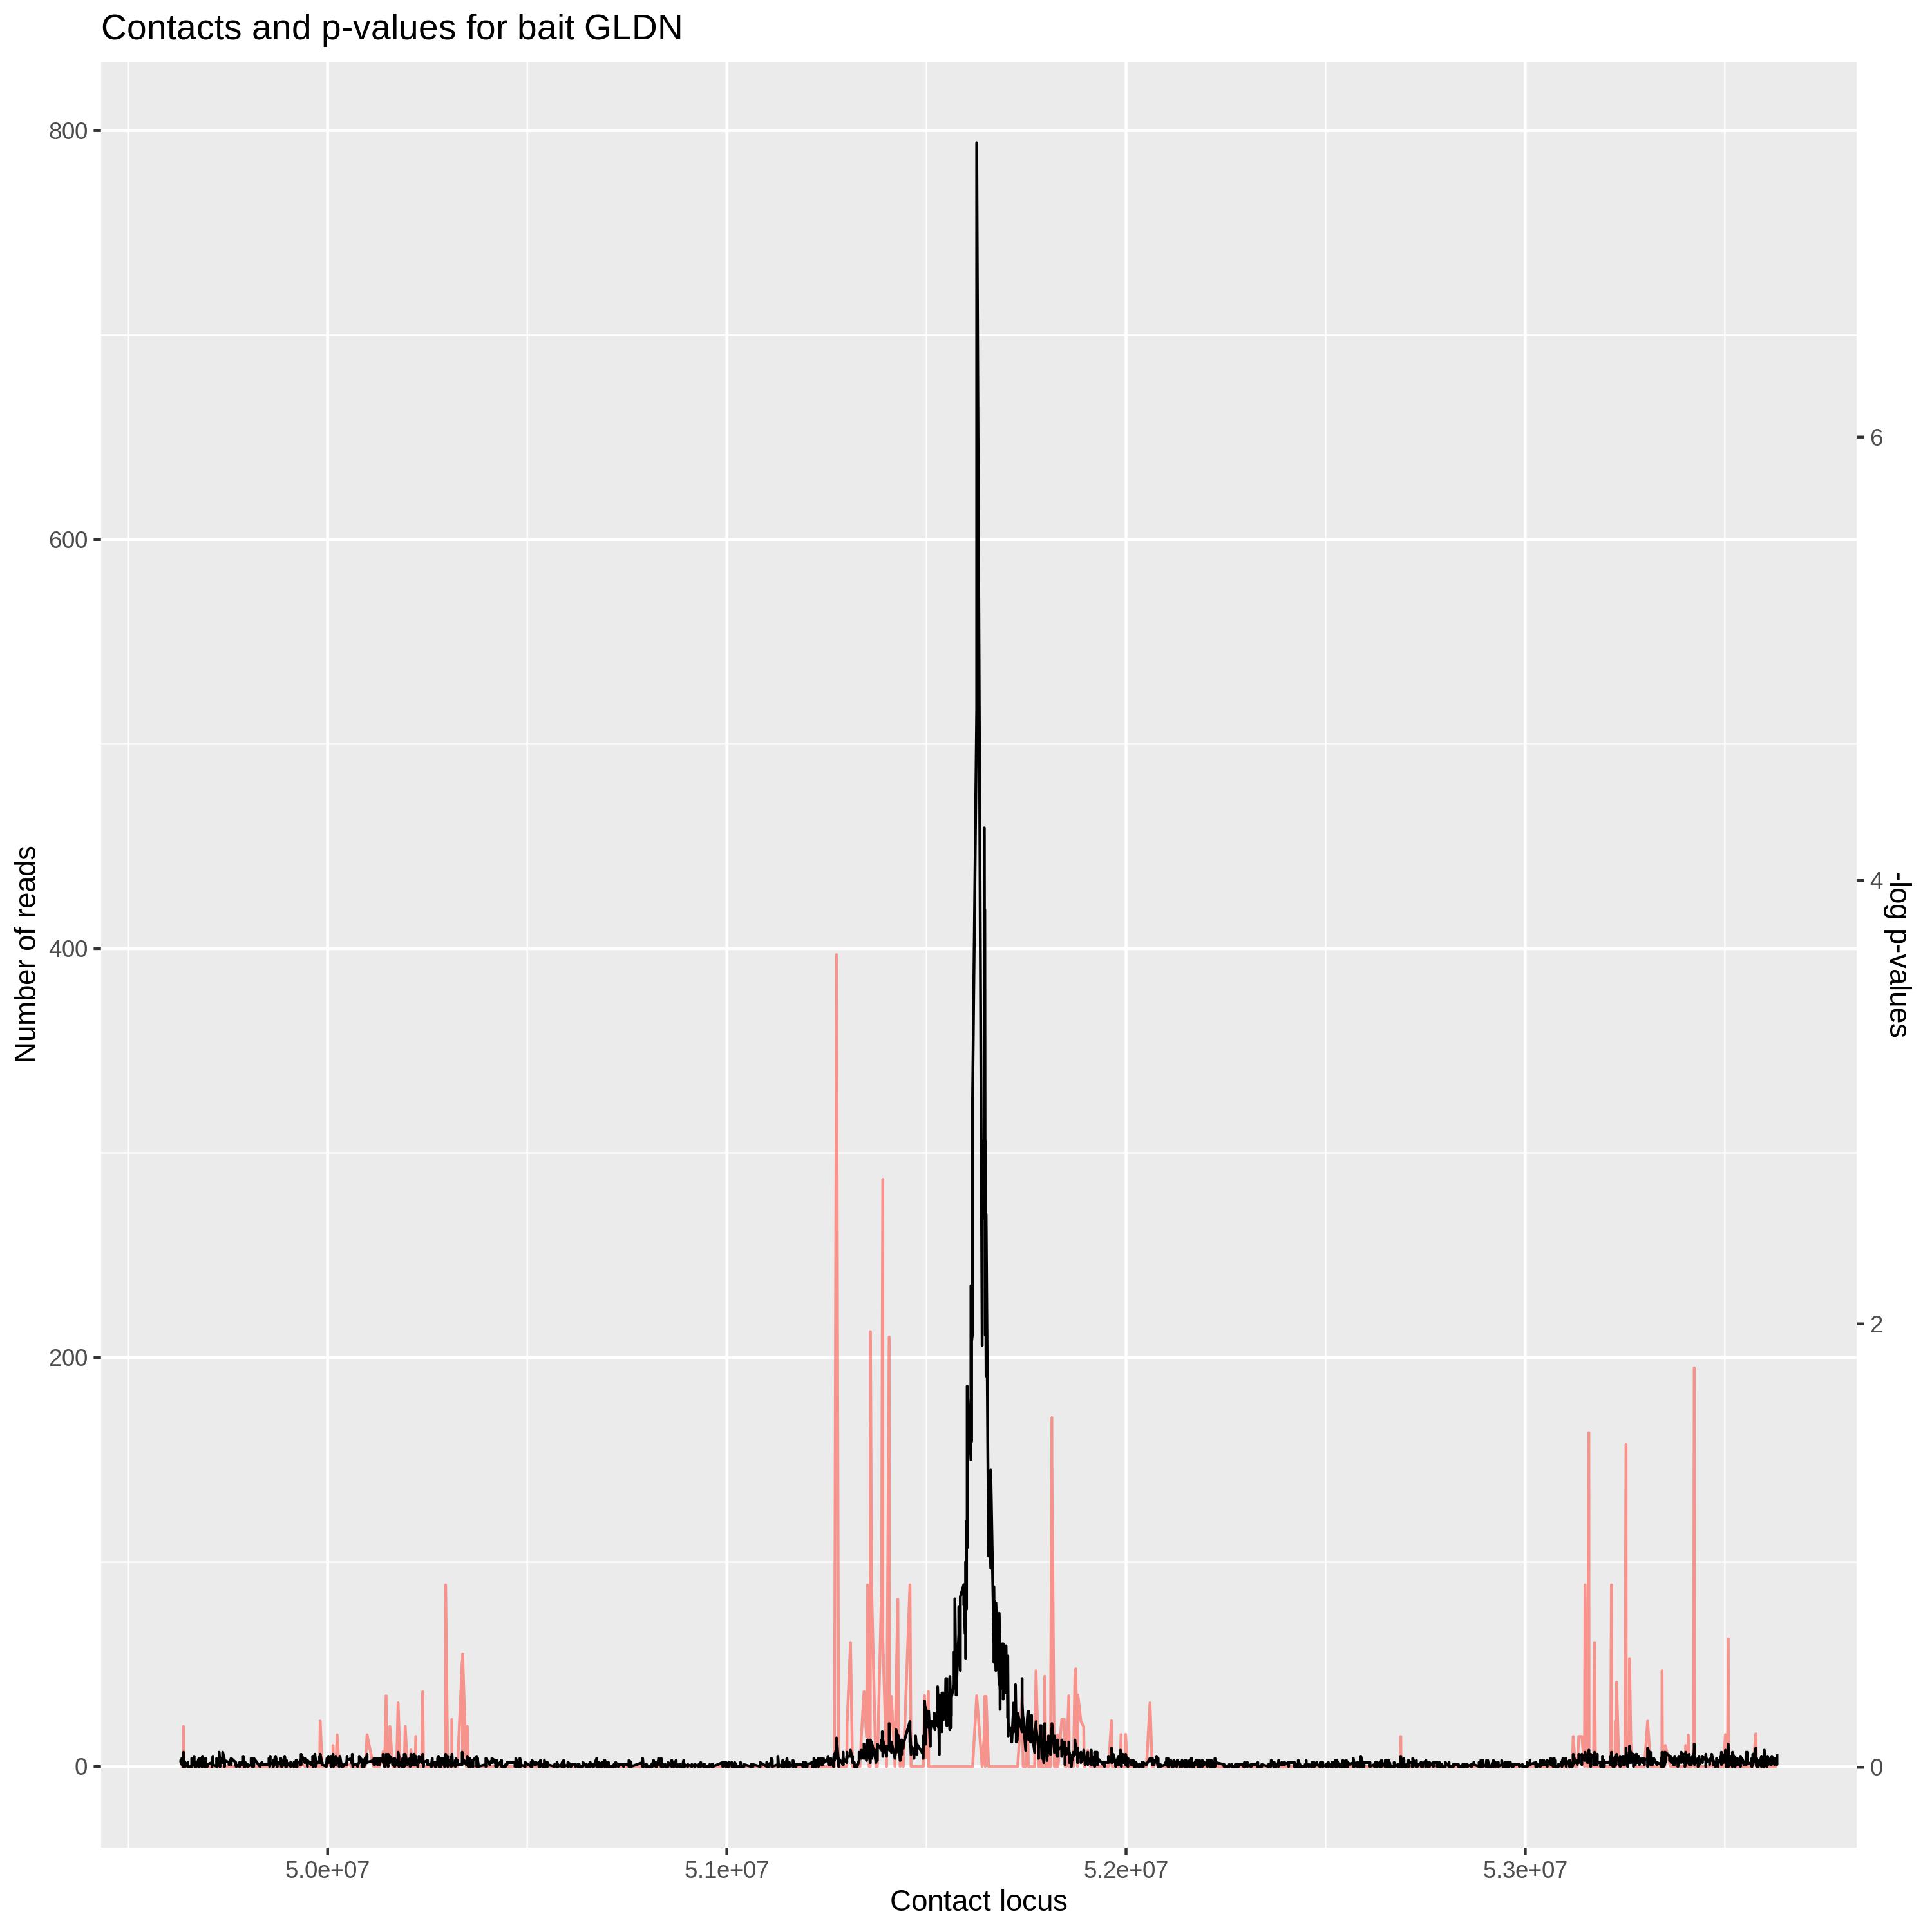 Contacts and p-values for bait GLDN
800
600
400
200
0
Number of reads
6
4
2
0
-log p-values
5.0e+07
5.1e+07
5.2e+07
5.3e+07
Contact locus